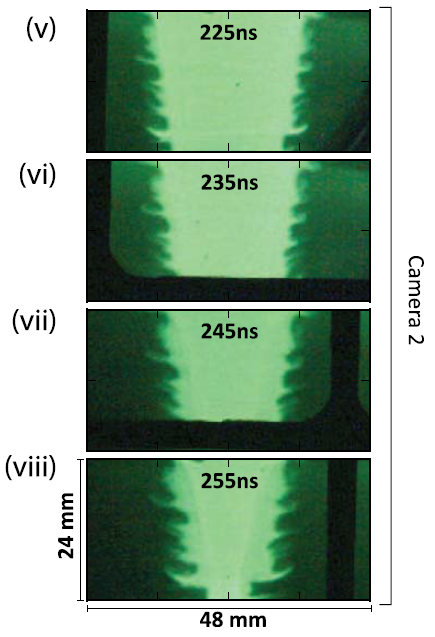 (v)
225ns
(vi)
235ns
(vii)
245ns
(viii)
255ns
24 mm
48 mm
Camera 2